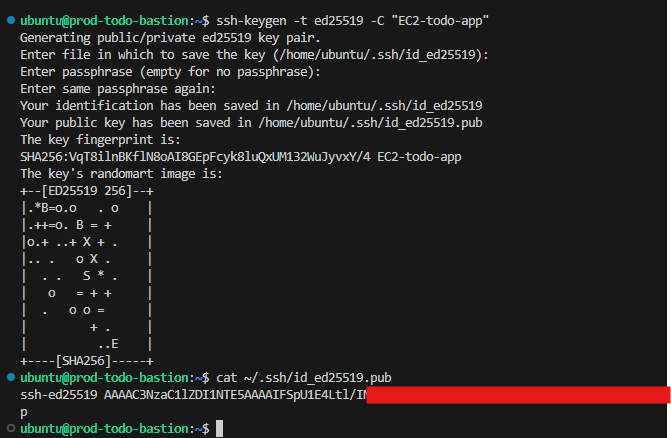 ubuntu@prod-todo-bastion:~$ ssh-keygen -t ed25519 -C "EC2-todo-app"
Generating public/private ed25519 key pair.
Enter file in which to save the key (/home/ubuntu/.ssh/id_ed25519):
Enter passphrase (empty for no passphrase):
Enter same passphrase again:
Your identification has been saved in /home/ubuntu/.ssh/id_ed25519
Your public key has been saved in /home/ubuntu/.ssh/id_ed25519.pub
The key fingerprint is:
SHA256:VqT8ilnBKflN8oAI8GEpFcyk8luQxUM132WuJyvxY/4 EC2-todo-app
The key's randomart image is:
+--[ED25519 256]--+
|.*B=o.o   . o    |
|.++=o. B = +     |
|o.+ ..+ X + .    |
|.. .   o X .     |
|  . .   S * .    |
|   o   = + +     |
|  .   o o =      |
|         + .     |
|          ..E    |
+----[SHA256]-----+
ubuntu@prod-todo-bastion:~$ cat ~/.ssh/id_ed25519.pub
ssh-ed25519 AAAAC3NzaC1lZDI1NTE5AAAAIFSpU1E4Ltl/
p
ubuntu@prod-todo-bastion:~$